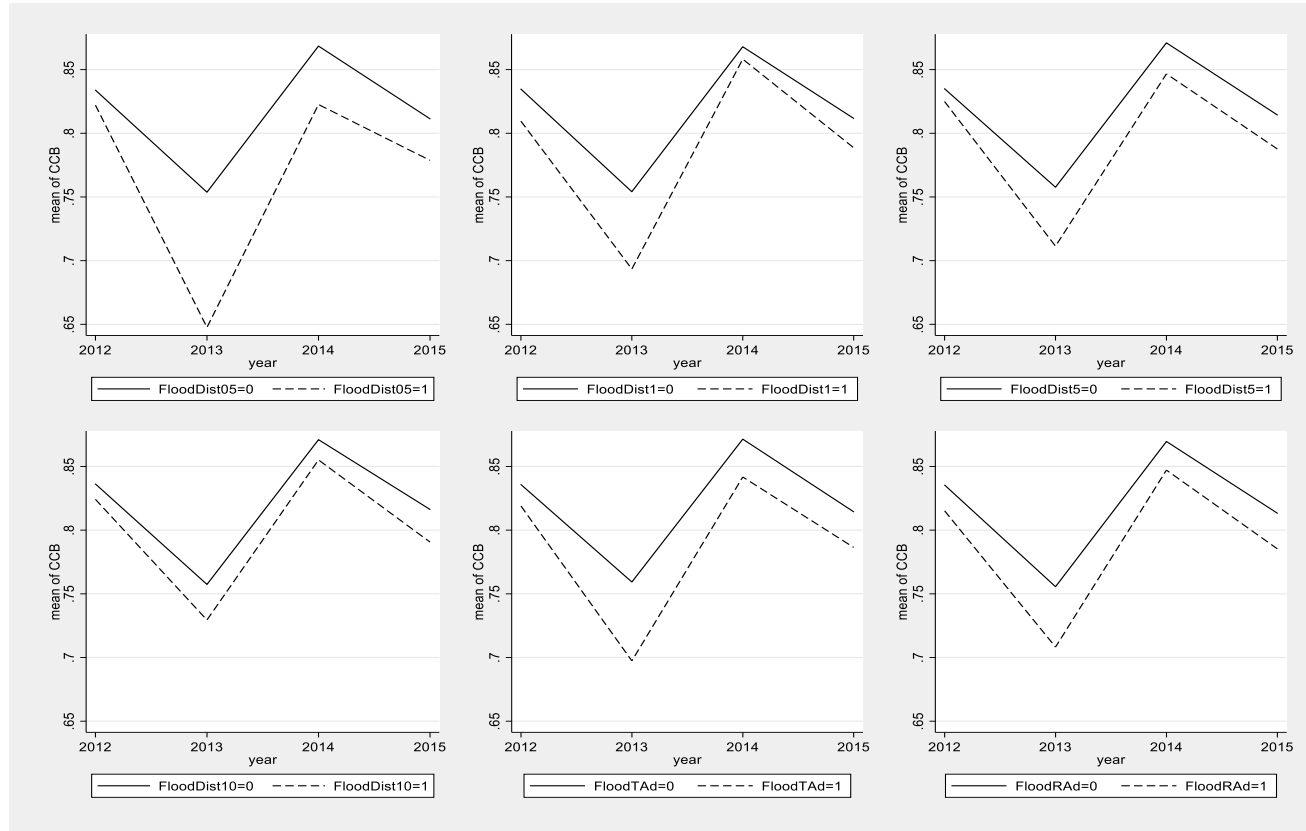 mean of CCB
.85
.8
.75
.7
.65
2012 2013 2014 2015
year
FloodDist05=0 FloodDist05=1
mean of CCB
.85
.8
.75
.7
.65
2012 2013 2014 2015
year
FloodDist1=0 FloodDist1=1
mean of CCB
.85
.8
.75
.7
.65
2012 2013 2014 2015
year
FloodDist5=0 FloodDist5=1
mean of CCB
.85
.8
.75
.7
.65
2012 2013 2014 2015
year
FloodDist10=0 FloodDist10=1
mean of CCB
.85
.8
.75
.7
.65
2012 2013 2014 2015
year
FloodTAd=0 FloodTAd=1
mean of CCB
.85
.8
.75
.7
.65
2012 2013 2014 2015
year
FloodRAd=0 FloodRAd=1